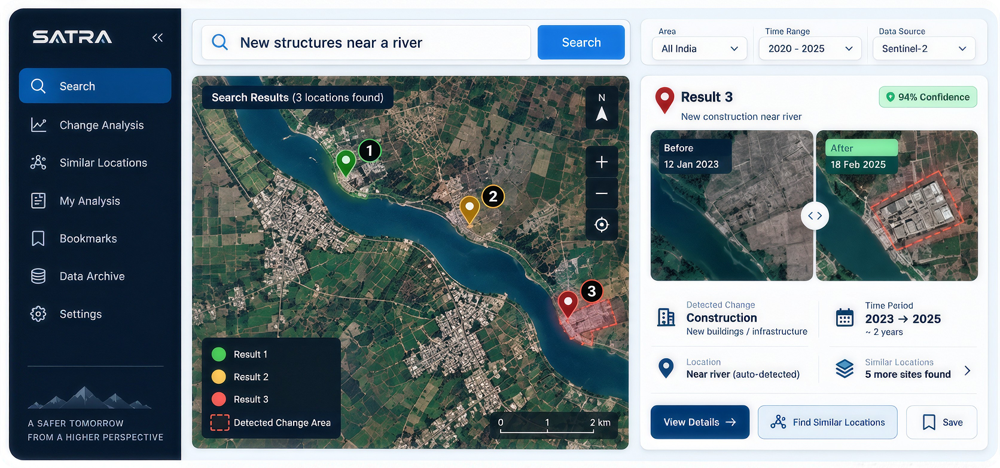 SATRA
Search
Change Analysis
Similar Locations
My Analysis
Bookmarks
Data Archive
Settings
A SAFER TOMORROW
FROM A HIGHER PERSPECTIVE
New structures near a river
Search
Area
All India
Time Range
2020 - 2025
Data Source
Sentinel-2
Search Results (3 locations found)
N
1
2
3
Result 1
Result 2
Result 3
Detected Change Area
0 1 2 km
Result 3
94% Confidence
New construction near river
Before
12 Jan 2023
After
18 Feb 2025
Detected Change
Construction
New buildings / infrastructure
Time Period
2023 → 2025
~ 2 years
Location
Near river (auto-detected)
Similar Locations
5 more sites found
View Details →
Find Similar Locations
Save